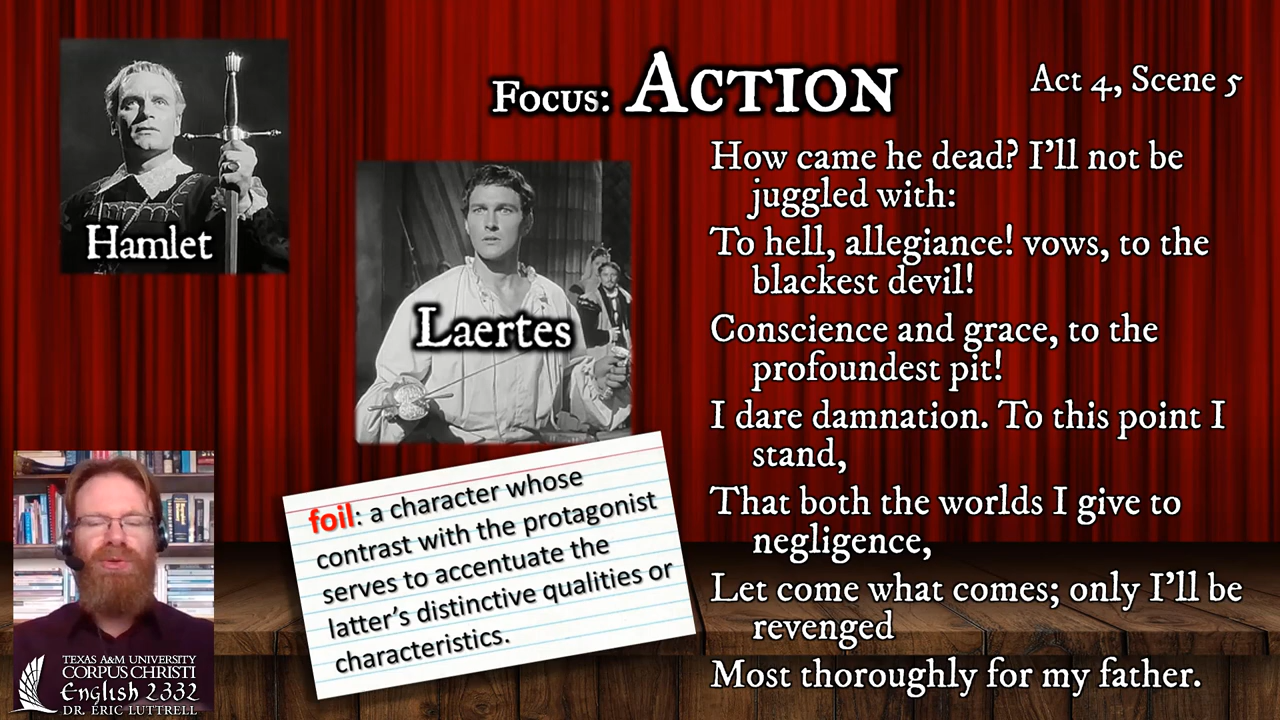 Focus: Action
Act 4, Scene 5
Hamlet
Laertes
How came he dead? I'll not be
juggled with:
To hell, allegiance! vows, to the
blackest devil!
Conscience and grace, to the
profoundest pit!
I dare damnation. To this point I
stand,
That both the worlds I give to
negligence,
Let come what comes; only I'll be
revenged
Most thoroughly for my father.
foil: a character whose
contrast with the protagonist
serves to accentuate the
latter's distinctive qualities or
characteristics.
TEXAS A&M UNIVERSITY
CORPUS CHRISTI
English 2332
DR. ERIC LUTTRELL